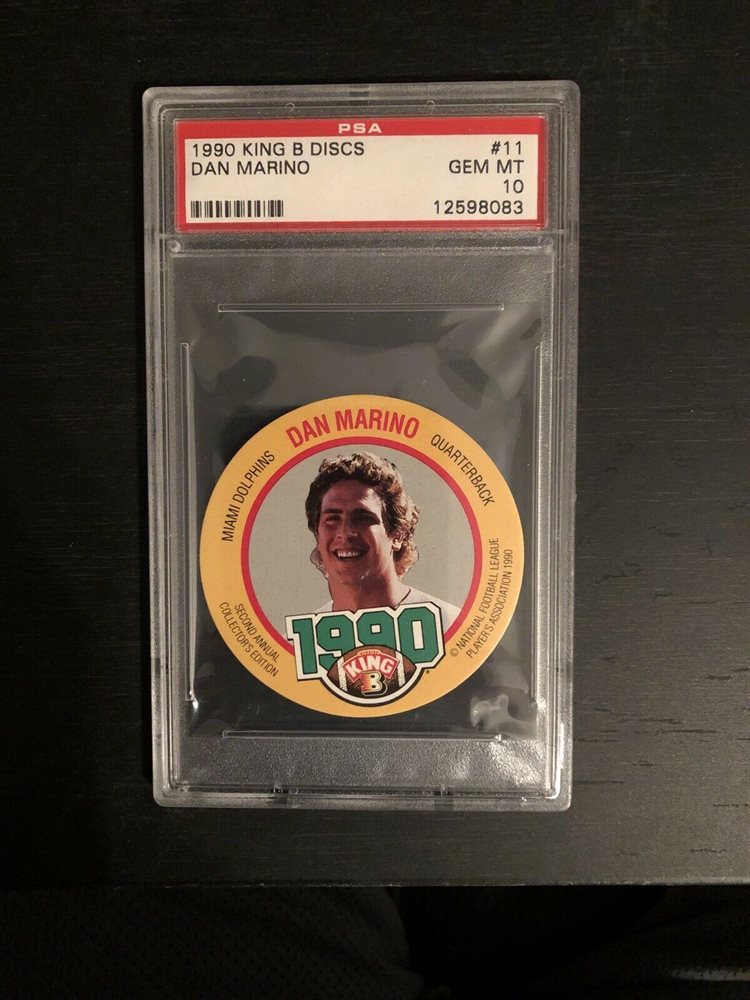 PSA
1990 KING B DISCS #11
DAN MARINO GEM MT
10
12598083
DAN MARINO
MIAMI DOLPHINS
QUARTERBACK
SECOND ANNUAL
COLLECTOR'S EDITION
© NATIONAL FOOTBALL LEAGUE
PLAYER'S ASSOCIATION 1990
1990
KING
B